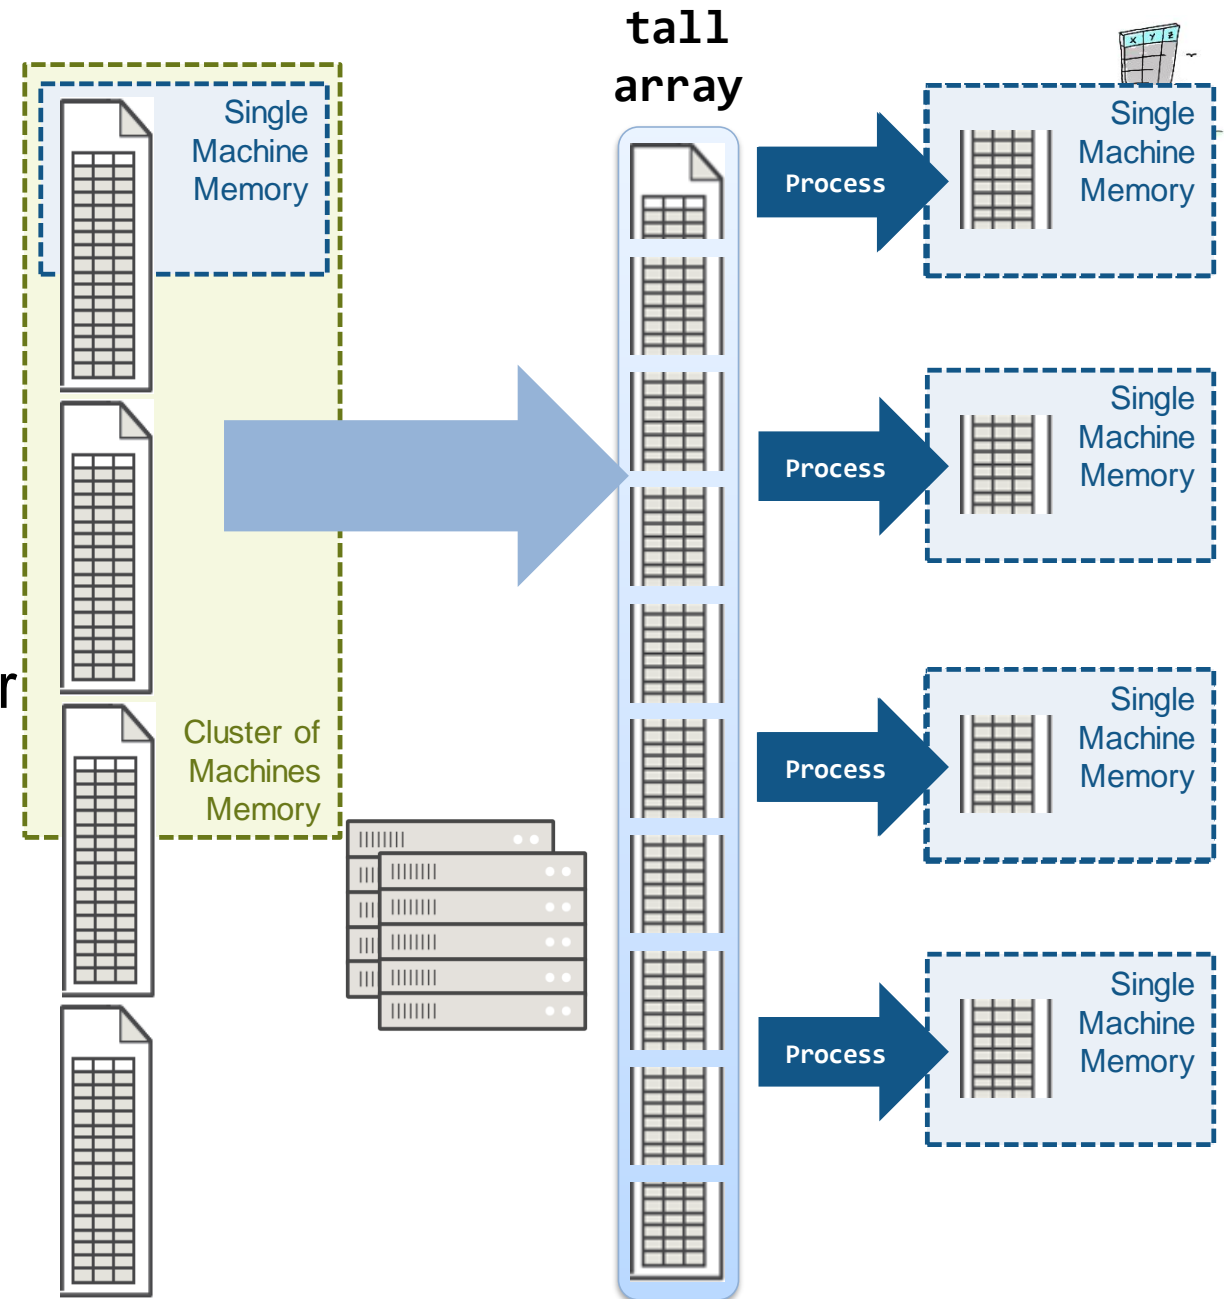 tall
array
Single
Machine
Memory
r
Cluster of
Machines
Memory
Process
Single
Machine
Memory
Process
Single
Machine
Memory
Process
Single
Machine
Memory
Process
Single
Machine
Memory
X Y Z